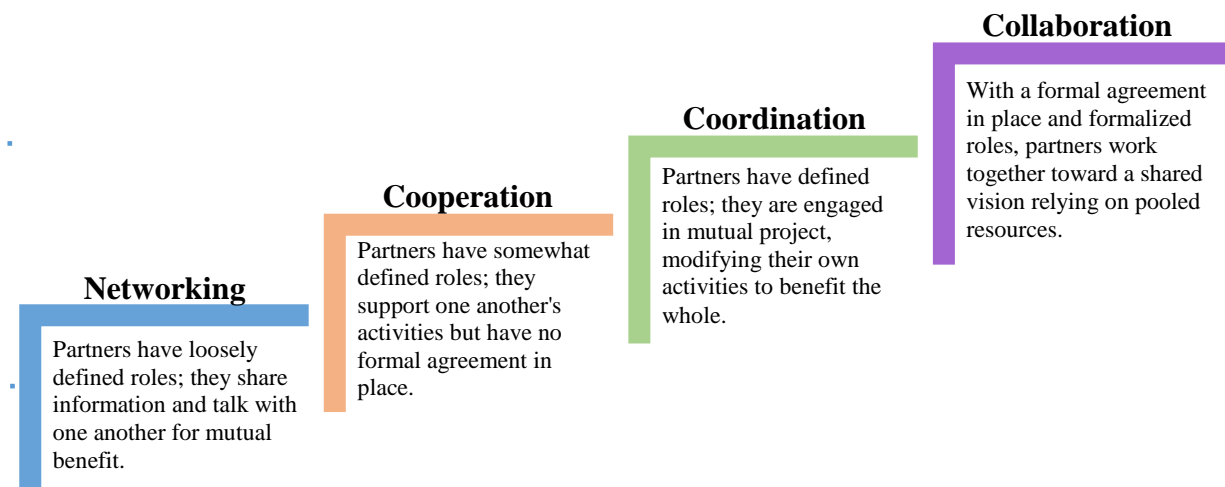 Networking
Partners have loosely
defined roles; they share
information and talk with
one another for mutual
benefit.
Cooperation
Partners have somewhat
defined roles; they
support one another's
activities but have no
formal agreement in
place.
Coordination
Partners have defined
roles; they are engaged
in mutual project,
modifying their own
activities to benefit the
whole.
Collaboration
With a formal agreement
in place and formalized
roles, partners work
together toward a shared
vision relying on pooled
resources.